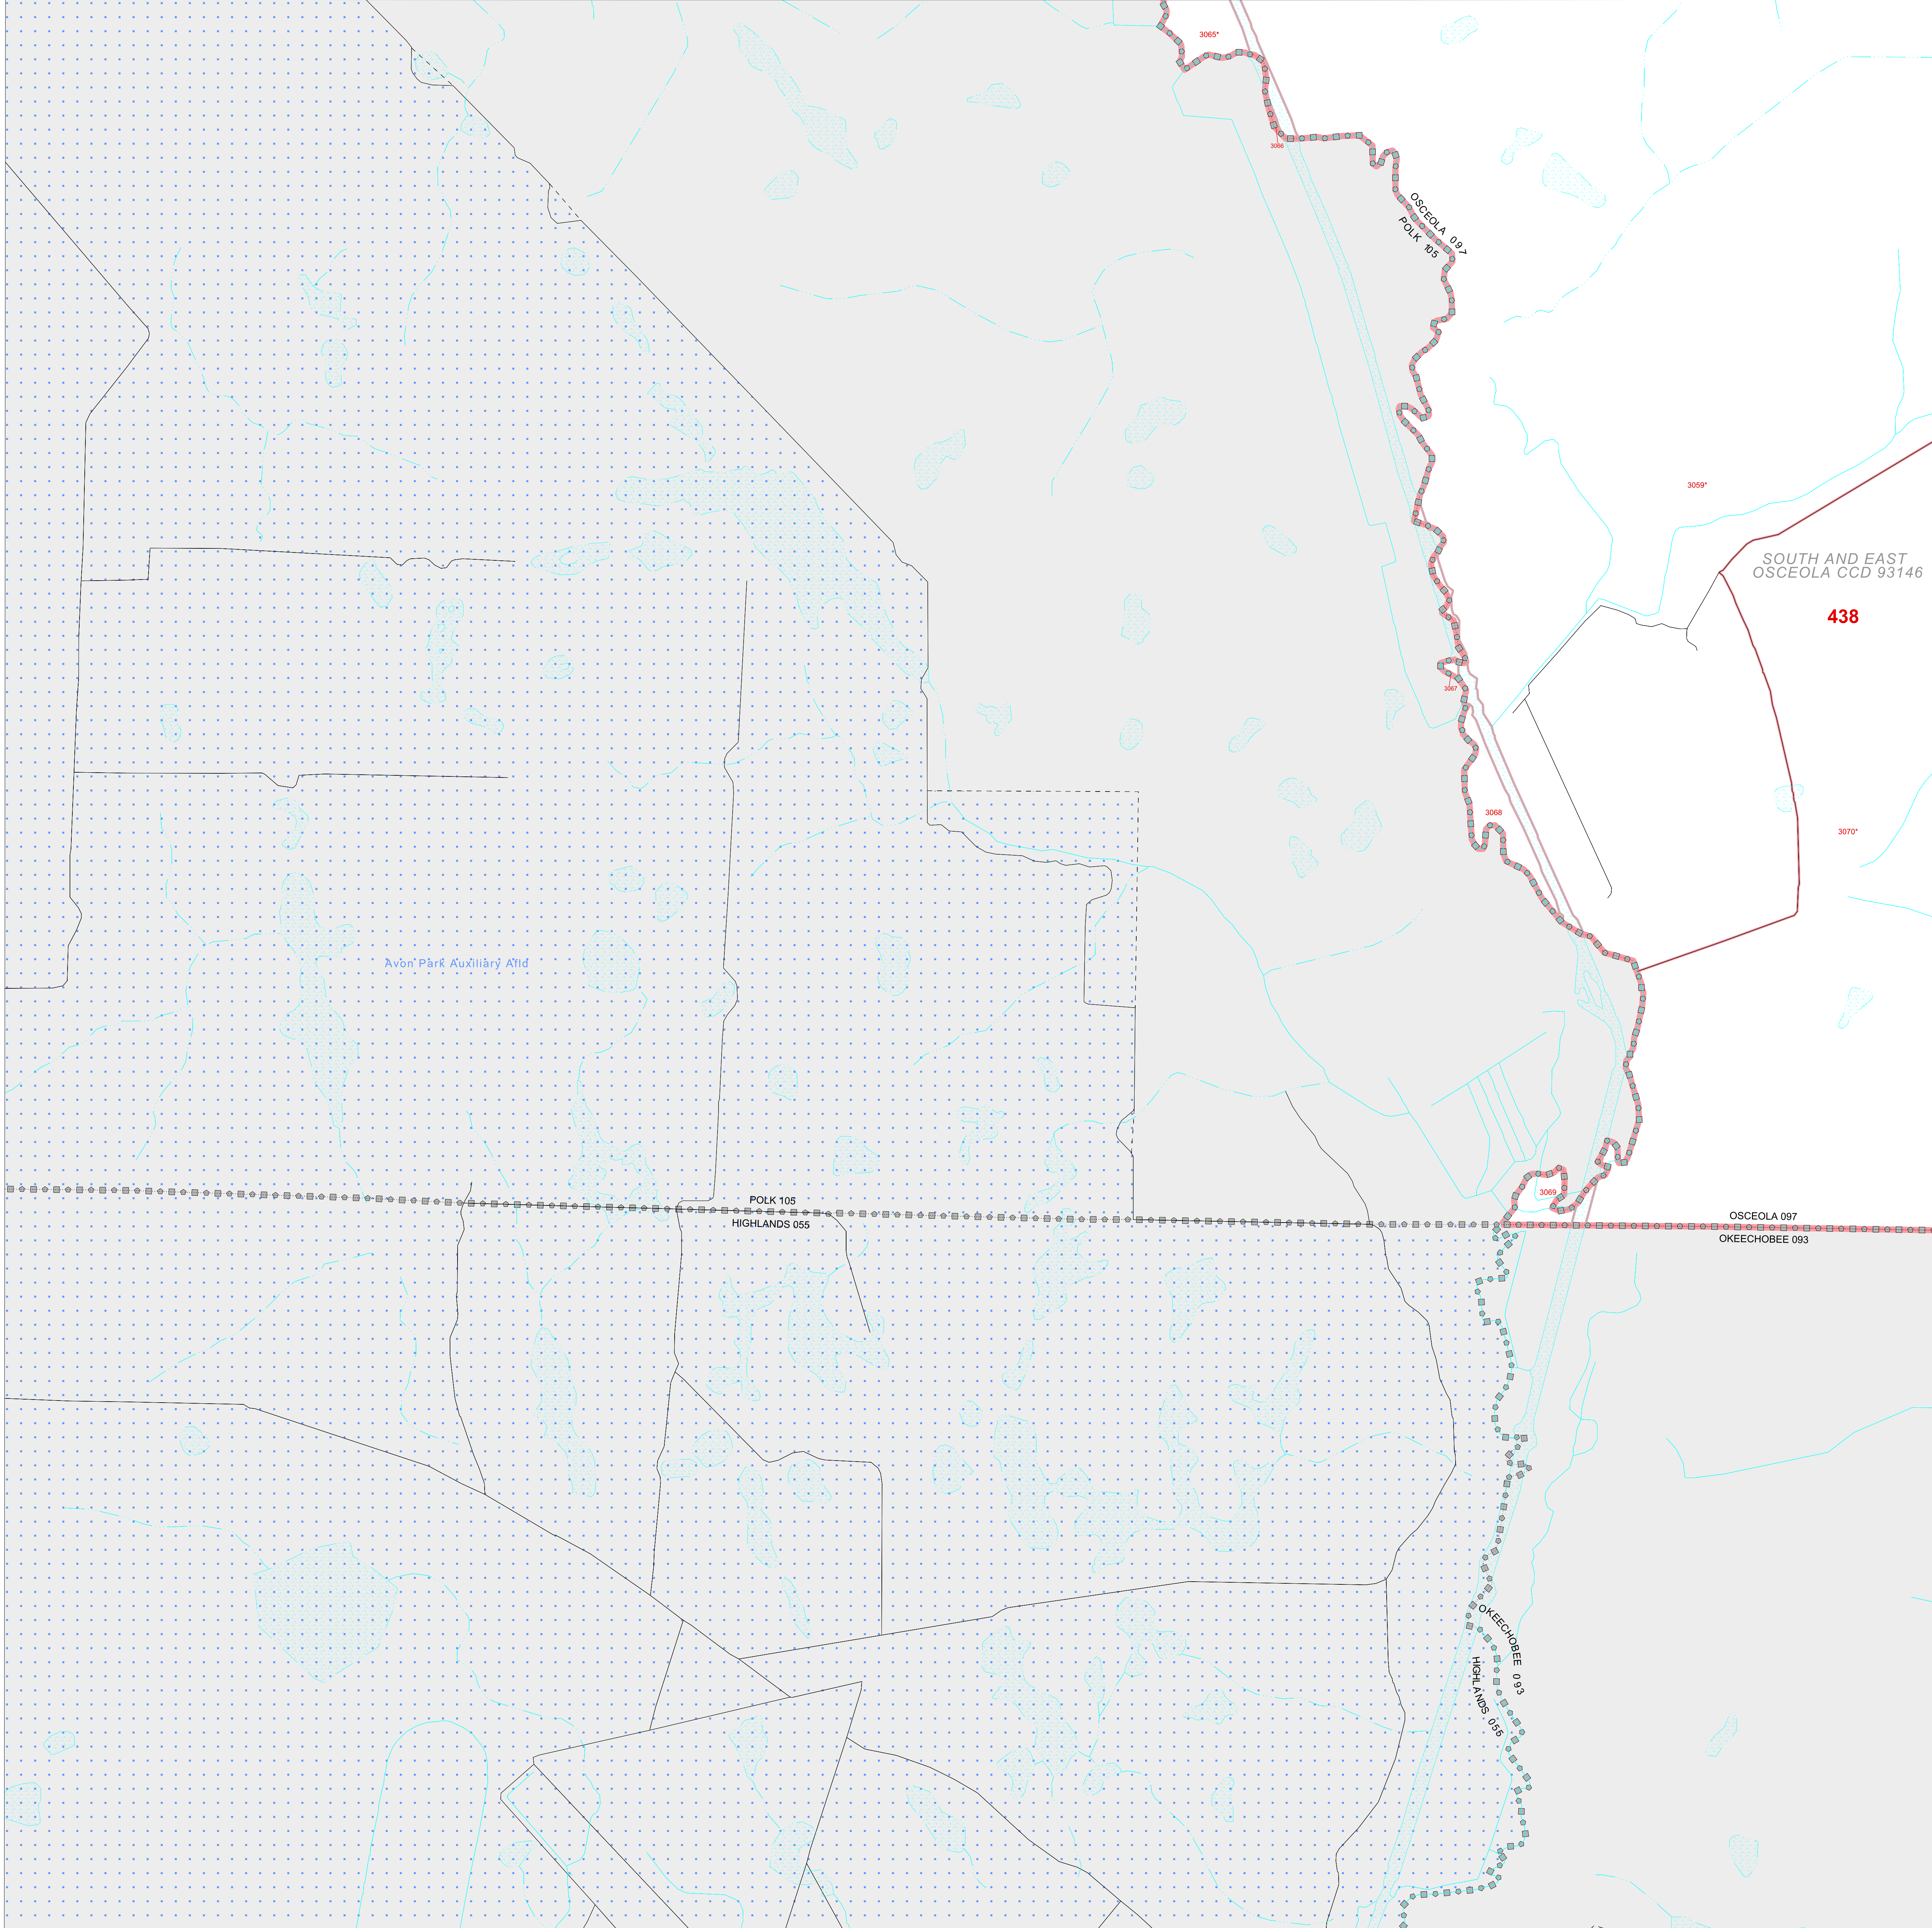 3065*
3066
OSCEOLA 097
POLK 105
3059*
SOUTH AND EAST
OSCEOLA CCD 93146
438
3067
3068
3070*
Avon Park Auxiliary Afld
3069
POLK 105
HIGHLANDS 055
OSCEOLA 097
OKEECHOBEE 093
OKEECHOBEE 093
HIGHLANDS 055